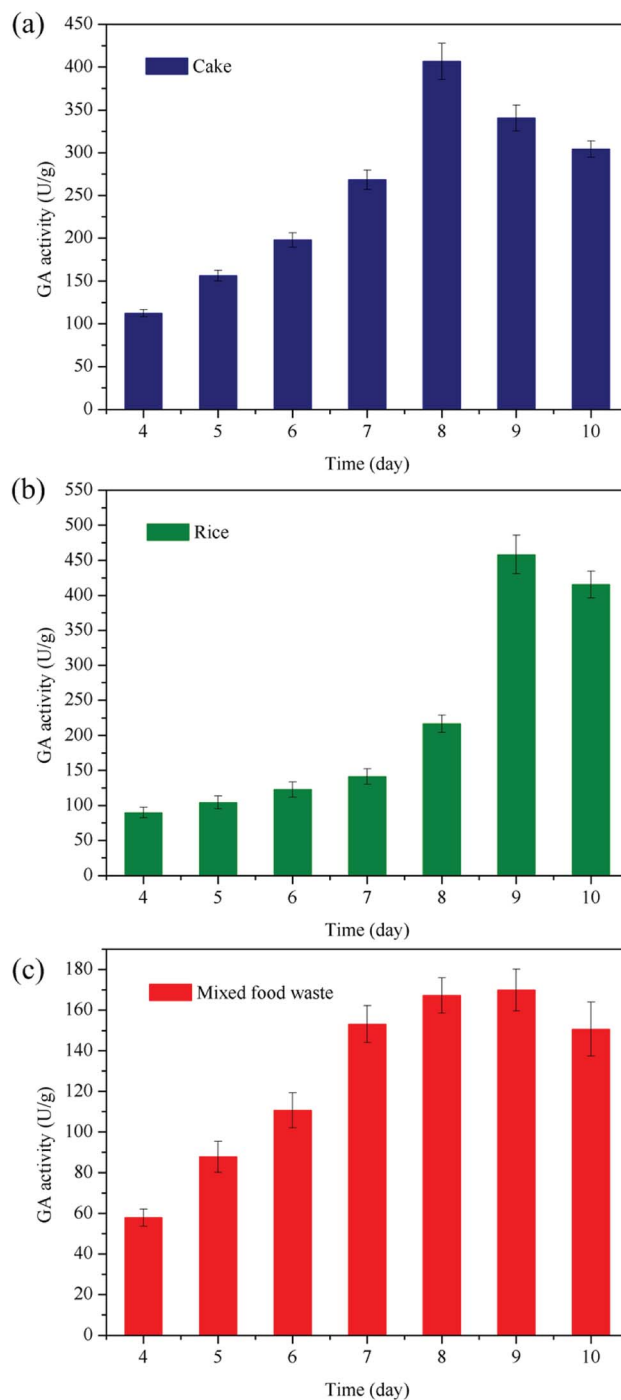 (a)
Cake
GA activity (U/g)
450
400
350
300
250
200
150
100
50
0
4 5 6 7 8 9 10
Time (day)
(b)
Rice
GA activity (U/g)
550
500
450
400
350
300
250
200
150
100
50
0
4 5 6 7 8 9 10
Time (day)
(c)
Mixed food waste
GA activity (U/g)
180
160
140
120
100
80
60
40
20
0
4 5 6 7 8 9 10
Time (day)